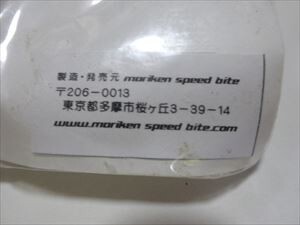 製造・発売元 moriken speed bite
〒206-0013
東京都多摩市桜ヶ丘3-39-14
www.moriken speed bite.com